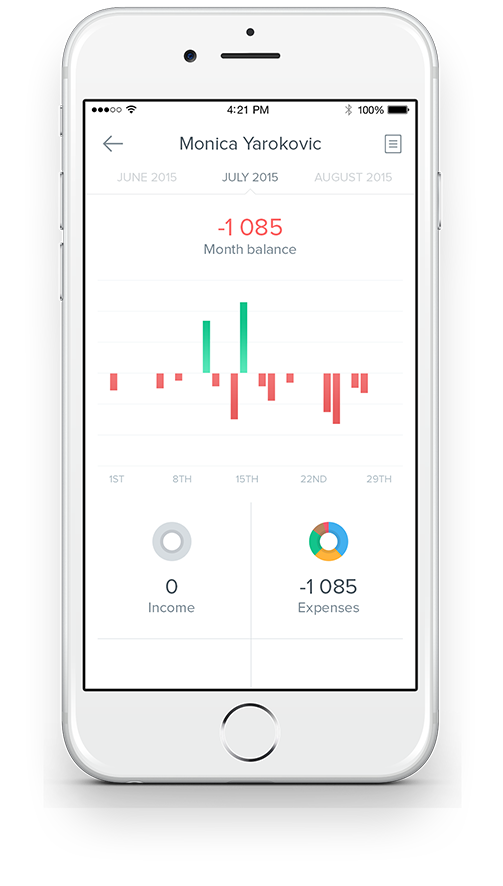 4:21 PM
100%
Monica Yarokovic
JUNE 2015 JULY 2015 AUGUST 2015
-1 085
Month balance
1ST 8TH 15TH 22ND 29TH
0 -1 085
Income Expenses